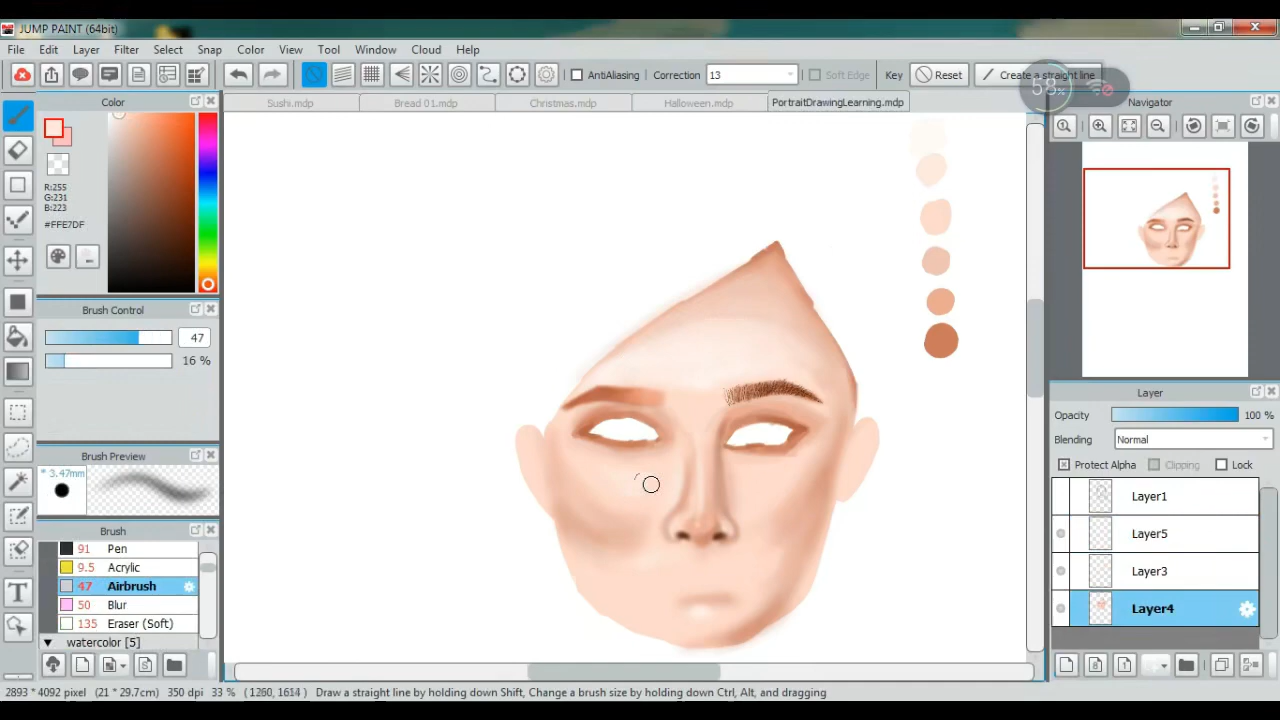 JUMP PAINT (64bit)
File Edit Layer Filter Select Snap Color View Tool Window Cloud Help
AntiAliasing Correction 13 Soft Edge Key Reset Create a straight line
58%
Color
Sushi.mdp Bread 01.mdp Christmas.mdp Halloween.mdp PortraitDrawingLearning.mdp
Navigator
R:255
G:231
B:223
#FFE7DF
Brush Control
47
16 %
Brush Preview
* 3.47mm
Brush
91 Pen
9.5 Acrylic
47 Airbrush
50 Blur
135 Eraser (Soft)
watercolor [5]
Layer
Opacity 100 %
Blending Normal
Protect Alpha Clipping Lock
Layer1
Layer5
Layer3
Layer4
2893 * 4092 pixel (21 * 29.7cm) 350 dpi 33 % (1260, 1614) Draw a straight line by holding down Shift, Change a brush size by holding down Ctrl, Alt, and dragging